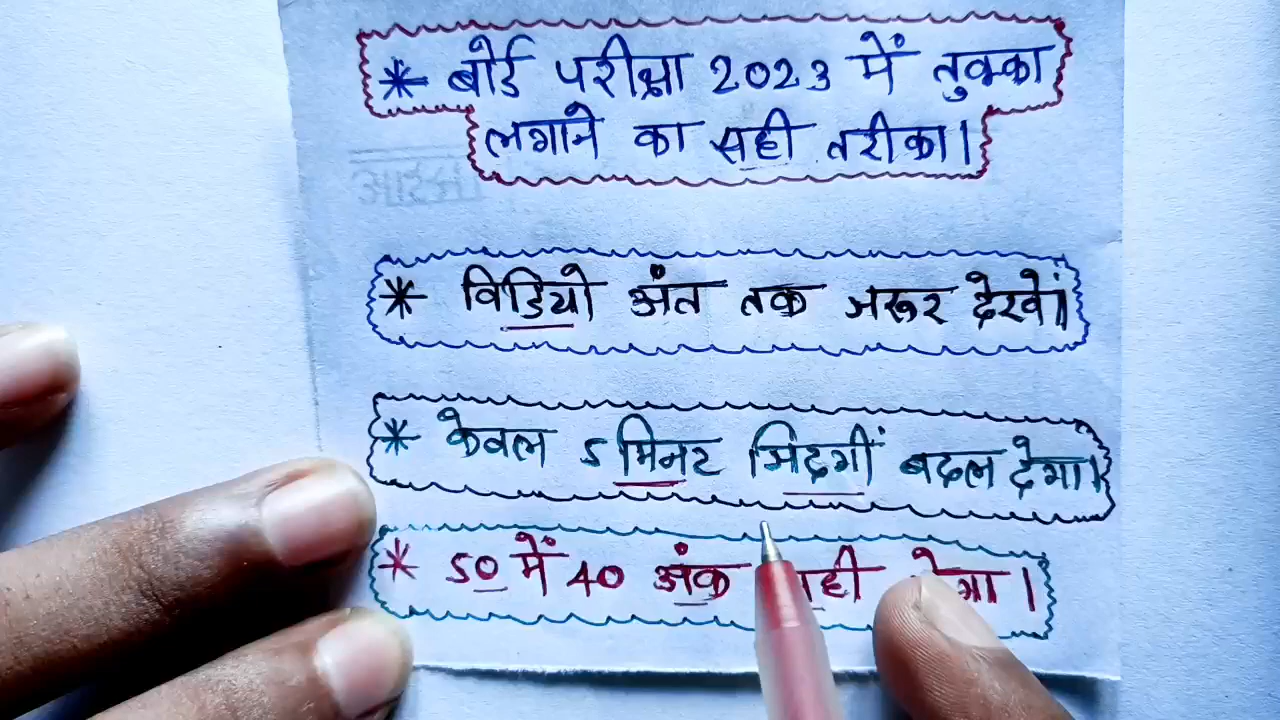 * बोर्ड परीक्षा 2023 में तुक्का
लगाने का सही तरीका।
* विडियो अंत तक जरूर देखें।
* केवल 5 मिनट जिंदगीं बदल देगा।
* 50 में 40 अंक